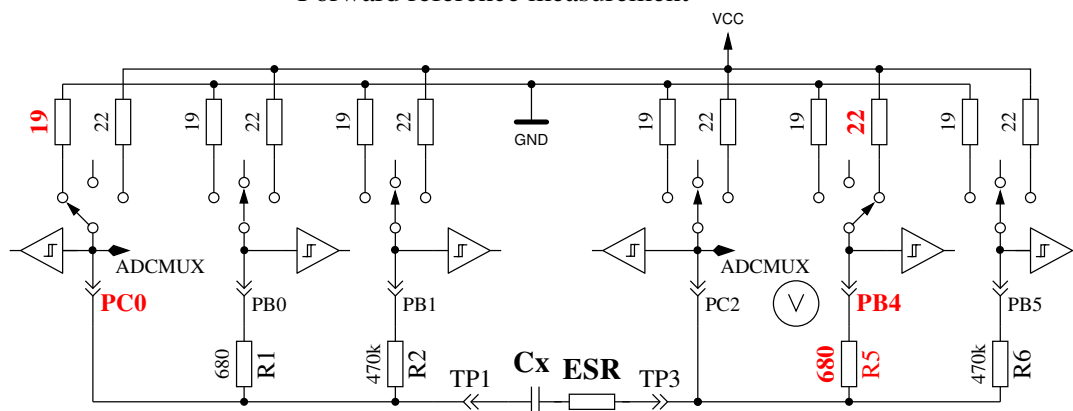 Forward reference measurement
VCC
19
22
19
22
19
22
GND
19
22
19
22
19
22
ADCMUX
ADCMUX
PC0
PB0
PB1
PC2
V
PB4
PB5
680
R1
470k
R2
TP1
Cx
ESR
TP3
680
R5
470k
R6